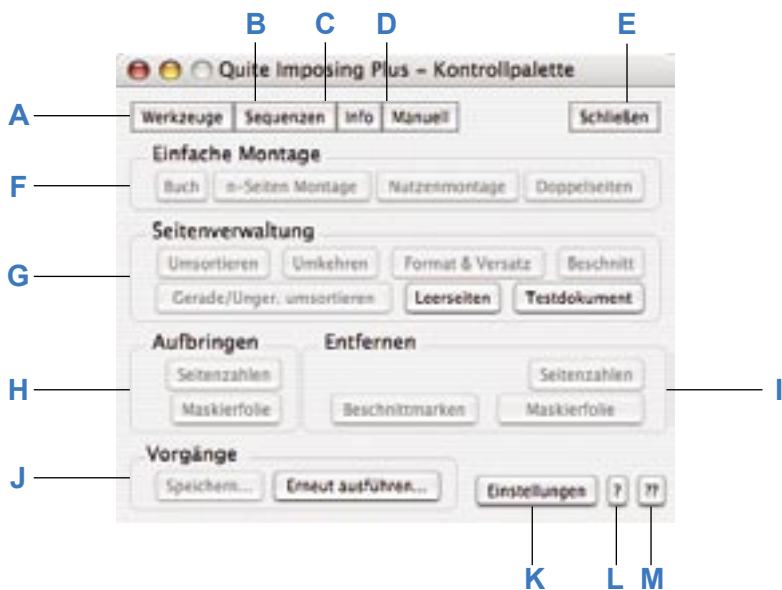 B C D E
Quite Imposing Plus – Kontrollpalette
A Werkzeuge Sequenzen Info Manuell Schließen
Einfache Montage
F Buch n-Seiten Montage Nutzenmontage Doppelseiten
Seitenverwaltung
G Umsortieren Umkehren Format & Versatz Beschnitt
Gerade/Unger. umsortieren Leerseiten Testdokument
Aufbringen Entfernen
Seitenzahlen Seitenzahlen
H I
Maskierfolie Beschnittmarken Maskierfolie
Vorgänge
J Speichern... Erneut ausführen... Einstellungen ? ??
K L M